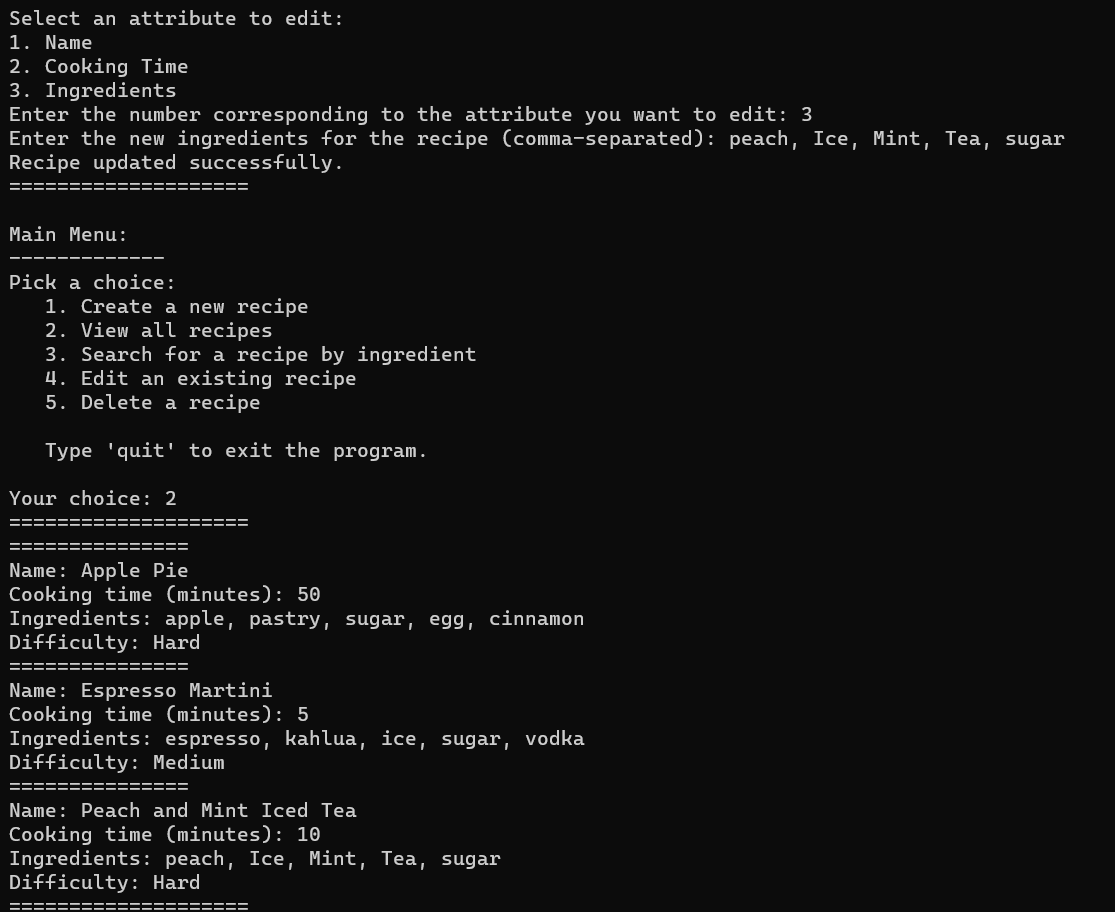 Select an attribute to edit:
1. Name
2. Cooking Time
3. Ingredients
Enter the number corresponding to the attribute you want to edit: 3
Enter the new ingredients for the recipe (comma-separated): peach, Ice, Mint, Tea, sugar
Recipe updated successfully.
====================
Main Menu:
-------------
Pick a choice:
   1. Create a new recipe
   2. View all recipes
   3. Search for a recipe by ingredient
   4. Edit an existing recipe
   5. Delete a recipe
   Type 'quit' to exit the program.
Your choice: 2
====================
===============
Name: Apple Pie
Cooking time (minutes): 50
Ingredients: apple, pastry, sugar, egg, cinnamon
Difficulty: Hard
===============
Name: Espresso Martini
Cooking time (minutes): 5
Ingredients: espresso, kahlua, ice, sugar, vodka
Difficulty: Medium
===============
Name: Peach and Mint Iced Tea
Cooking time (minutes): 10
Ingredients: peach, Ice, Mint, Tea, sugar
Difficulty: Hard
====================